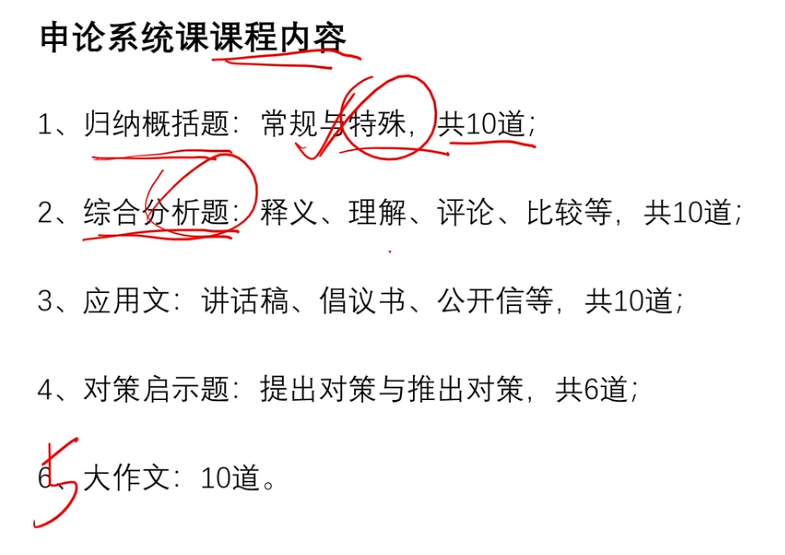 申论系统课课程内容
1、归纳概括题：常规与特殊，共10道；
2、综合分析题：释义、理解、评论、比较等，共10道；
3、应用文：讲话稿、倡议书、公开信等，共10道；
4、对策启示题：提出对策与推出对策，共6道；
5、大作文：10道。